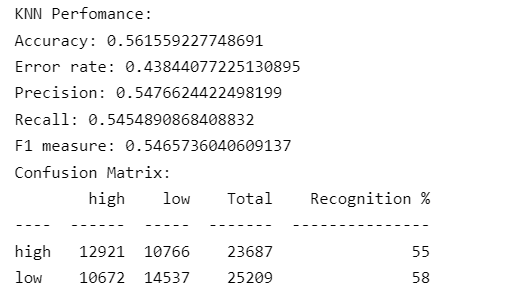 KNN Perfomance:
Accuracy: 0.561559227748691
Error rate: 0.43844077225130895
Precision: 0.5476624422498199
Recall: 0.5454890868408832
F1 measure: 0.5465736040609137
Confusion Matrix:
high low Total Recognition %
---- ------ ----- ------- ---------------
high 12921 10766 23687 55
low 10672 14537 25209 58